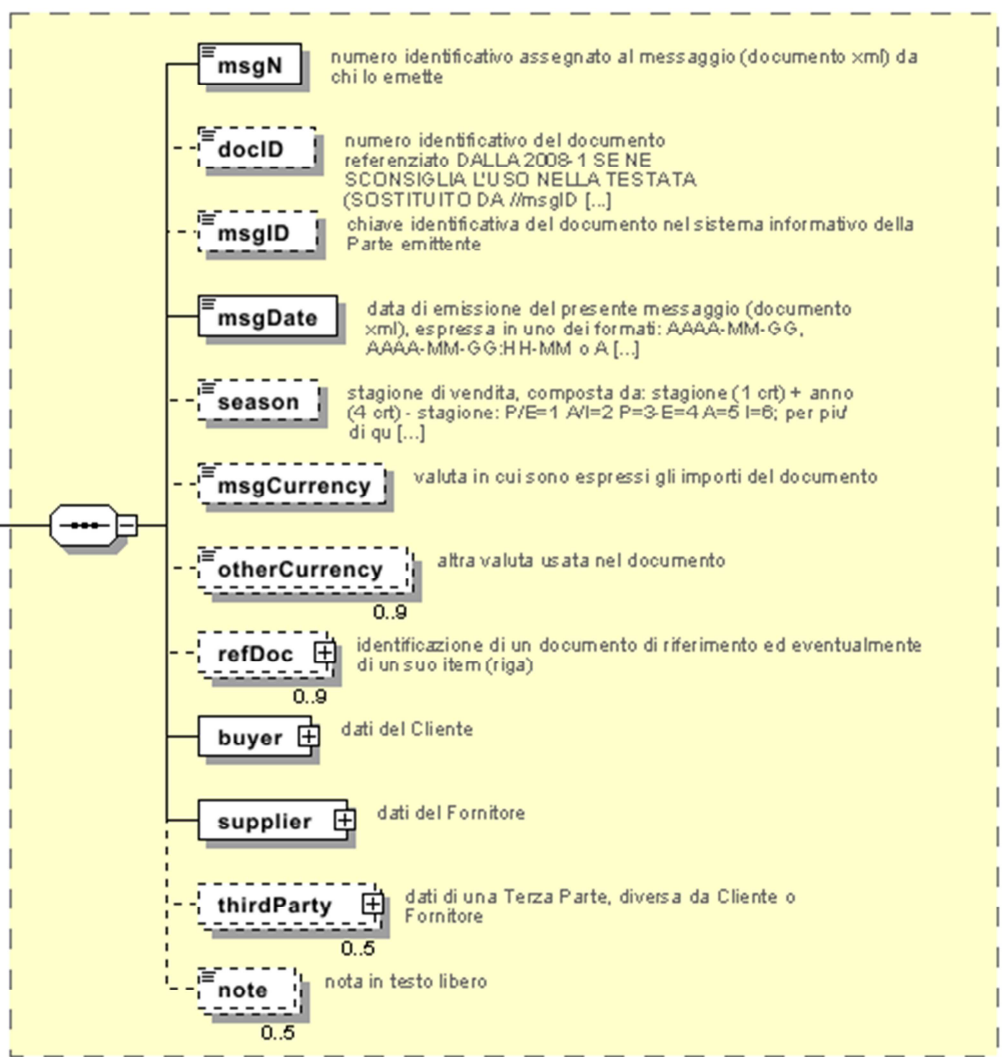 msgN
numero identificativo assegnato al messaggio (documento xml) da
chi lo emette
docID
numero identificativo del documento
referenziato DALLA 2008-1 SE NE
SCONSIGLIA L'USO NELLA TESTATA
(SOSTITUITO DA //msgID [...]
msgID
chiave identificativa del documento nel sistema informativo della
Parte emittente
msgDate
data di emissione del presente messaggio (documento
xml), espressa in uno dei formati: AAAA-MM-GG,
AAAA-MM-GG:HH-MM o A [...]
season
stagione di vendita, composta da: stagione (1 crt) + anno
(4 crt) - stagione: P/E=1 A/I=2 P=3-E=4 A=5 I=6; per piu'
di qu [...]
msgCurrency
valuta in cui sono espressi gli importi del documento
otherCurrency
altra valuta usata nel documento
0..9
refDoc
identificazione di un documento di riferimento ed eventualmente
di un suo item (riga)
0..9
buyer
dati del Cliente
supplier
dati del Fornitore
thirdParty
dati di una Terza Parte, diversa da Cliente o
Fornitore
0..5
note
nota in testo libero
0..5